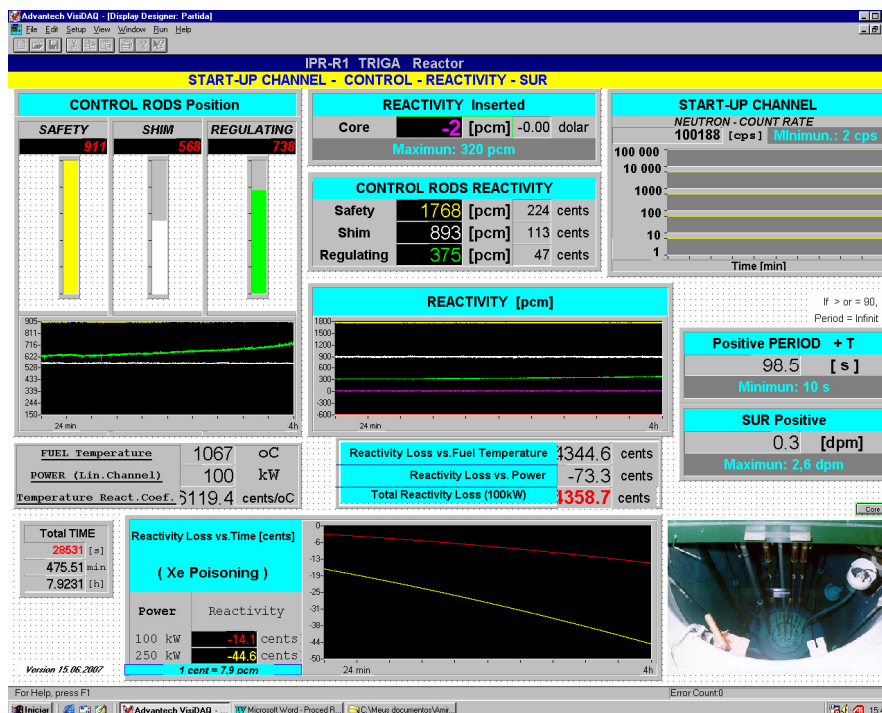 Advantech VisiDAQ - [Display Designer: Partida]
File Edit Setup View Window Run Help
IPR-R1 TRIGA Reactor
START-UP CHANNEL - CONTROL - REACTIVITY - SUR
CONTROL RODS Position
SAFETY SHIM REGULATING
911 568 738
905
811
716
622
528
433
339
244
150
24 min 4h
REACTIVITY Inserted
Core -2 [pcm] -0.00 dolar
Maximun: 320 pcm
CONTROL RODS REACTIVITY
Safety 1768 [pcm] 224 cents
Shim 893 [pcm] 113 cents
Regulating 375 [pcm] 47 cents
START-UP CHANNEL
NEUTRON - COUNT RATE
100188 [cps] MInimun.: 2 cps
100 000
10 000
1000
100
10
1
Time [min]
REACTIVITY [pcm]
1800
1500
1200
900
600
300
0
-300
-600
24 min 4h
If > or = 90,
Period = Infinit
Positive PERIOD + T
98.5 [ s ]
Minimun: 10 s
SUR Positive
0.3 [dpm]
Maximun: 2,6 dpm
FUEL Temperature 1067 oC
POWER (Lin.Channel) 100 kW
Temperature React.Coef. 6119.4 cents/oC
Reactivity Loss vs.Fuel Temperature 4344.6 cents
Reactivity Loss vs. Power -73.3 cents
Total Reactivity Loss (100kW) 4358.7 cents
Core
Total TIME
28531 [s]
475.51 min
7.9231 [h]
Reactivity Loss vs.Time [cents]
( Xe Poisoning )
Power Reactivity
100 kW -14.1 cents
250 kW -44.6 cents
1 cent = 7,9 pcm
0
-6
-13
-19
-25
-31
-38
-44
-50
24 min 4h
Version 15.06.2007
For Help, press F1
Error Count:0
Iniciar
Advantech VisiDAQ - ...
Microsoft Word - Proced R...
C:\Meus documentos\Amir...